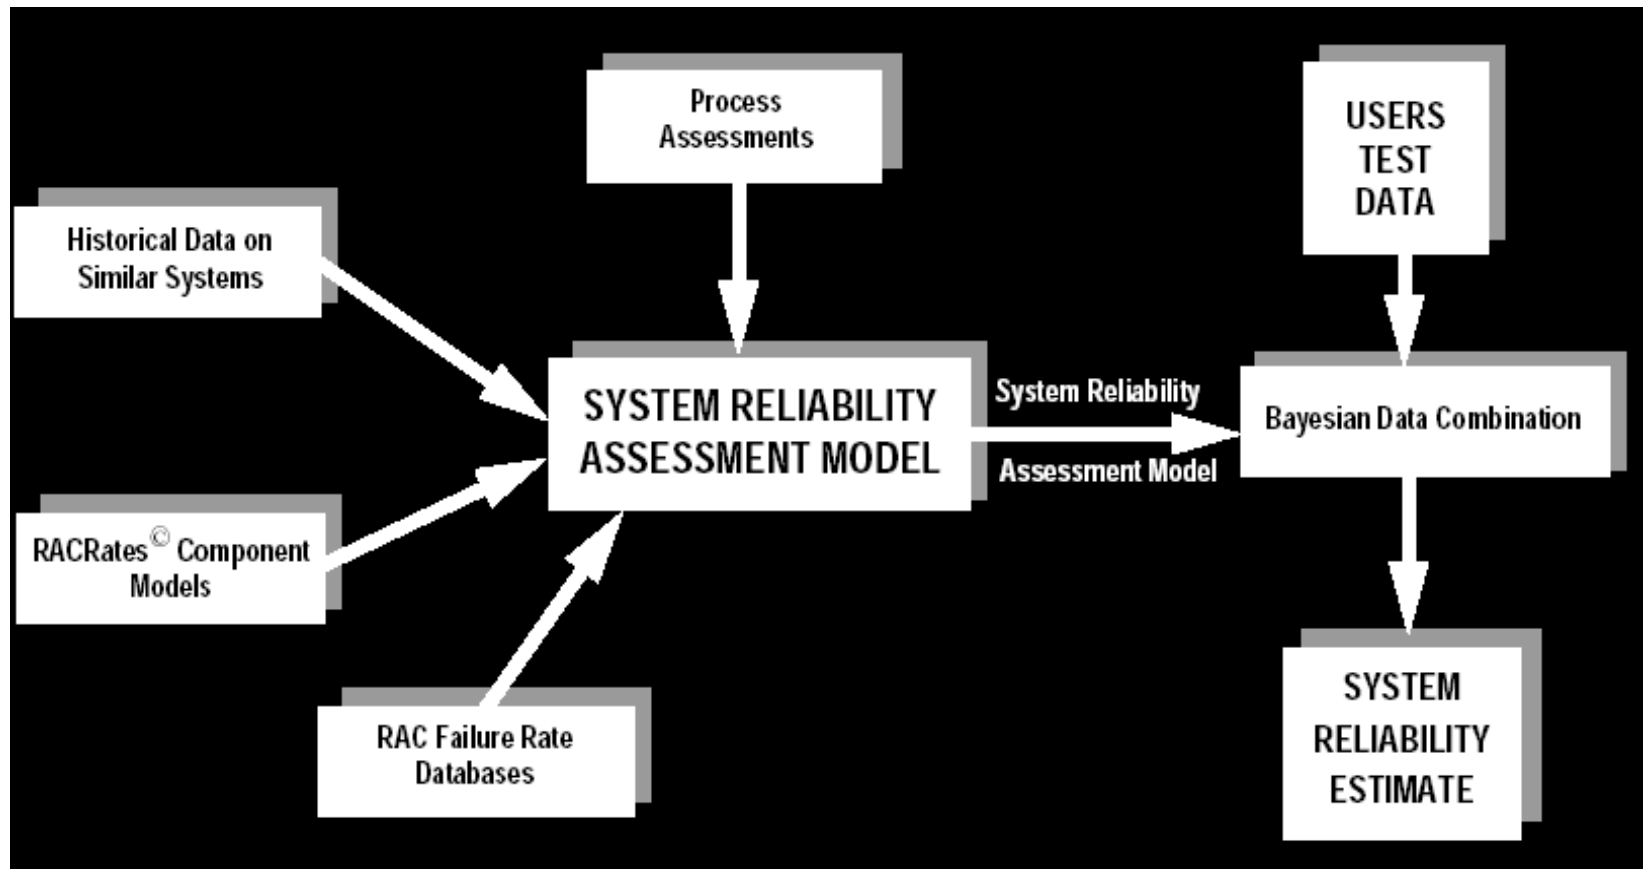 Process
Assessments
USERS
TEST
DATA
Historical Data on
Similar Systems
SYSTEM RELIABILITY
ASSESSMENT MODEL
System Reliability
Assessment Model
Bayesian Data Combination
RACRates© Component
Models
RAC Failure Rate
Databases
SYSTEM
RELIABILITY
ESTIMATE